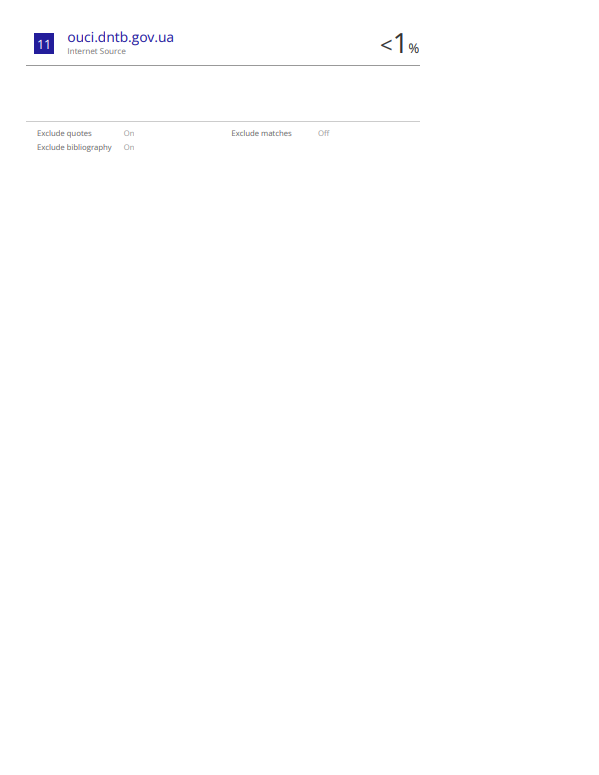 11 ouci.dntb.gov.ua <1%
Internet Source
Exclude quotes On Exclude matches Off
Exclude bibliography On